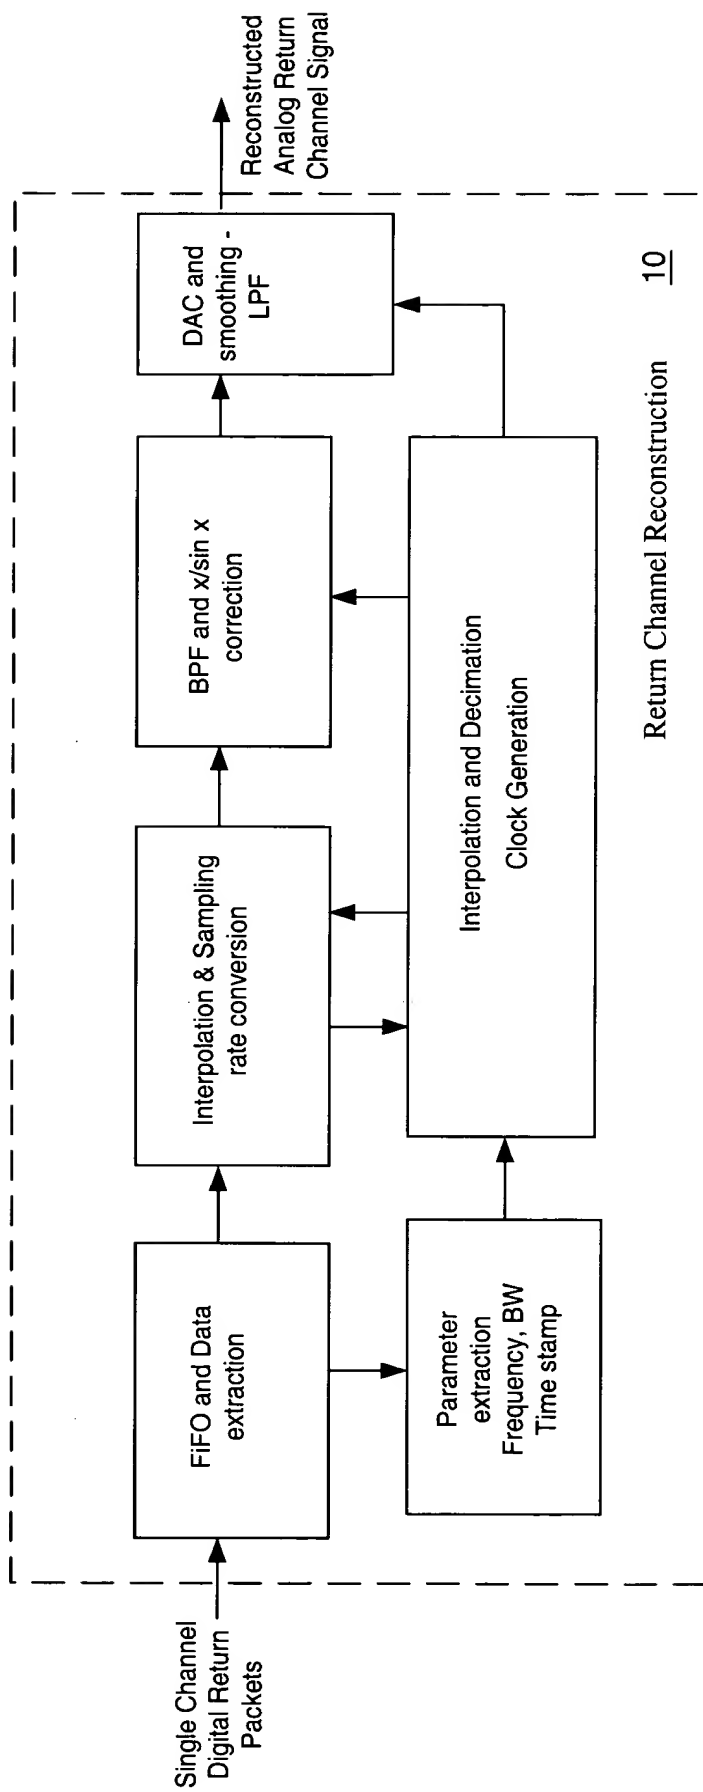 Single Channel
Digital Return
Packets
FiFO and Data
extraction
Interpolation & Sampling
rate conversion
BPF and x/sin x
correction
DAC and
smoothing -
LPF
Reconstructed
Analog Return
Channel Signal
Parameter
extraction
Frequency, BW
Time stamp
Interpolation and Decimation
Clock Generation
Return Channel Reconstruction
10